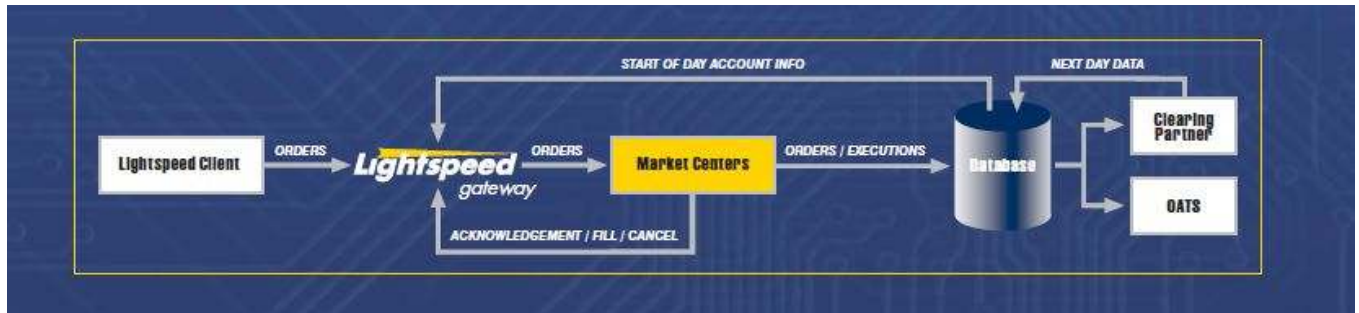 START OF DAY ACCOUNT INFO
NEXT DAY DATA
Lightspeed Client
ORDERS
Lightspeed
gateway
ORDERS
Market Centers
ORDERS / EXECUTIONS
Database
Clearing
Partner
OATS
ACKNOWLEDGEMENT / FILL / CANCEL